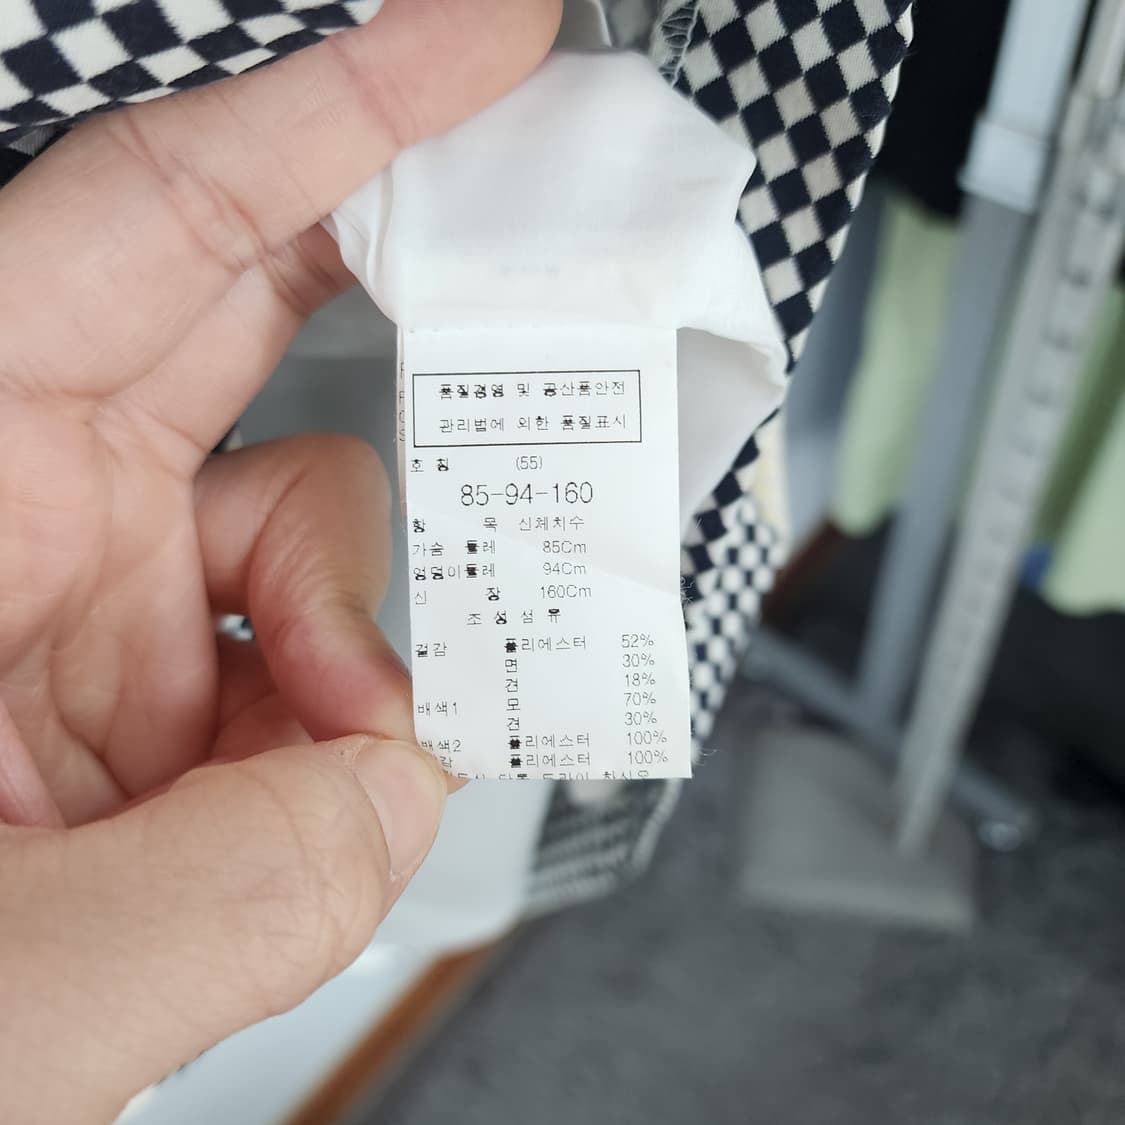 품질경영 및 공산품안전
관리법에 의한 품질표시
호 칭 (55)
85-94-160
항 목 신체치수
가슴 둘레 85Cm
엉덩이둘레 94Cm
신 장 160Cm
조 성 섬 유
겉감 폴리에스터 52%
면 30%
견 18%
배색1 모 70%
견 30%
배색2 폴리에스터 100%
감 폴리에스터 100%